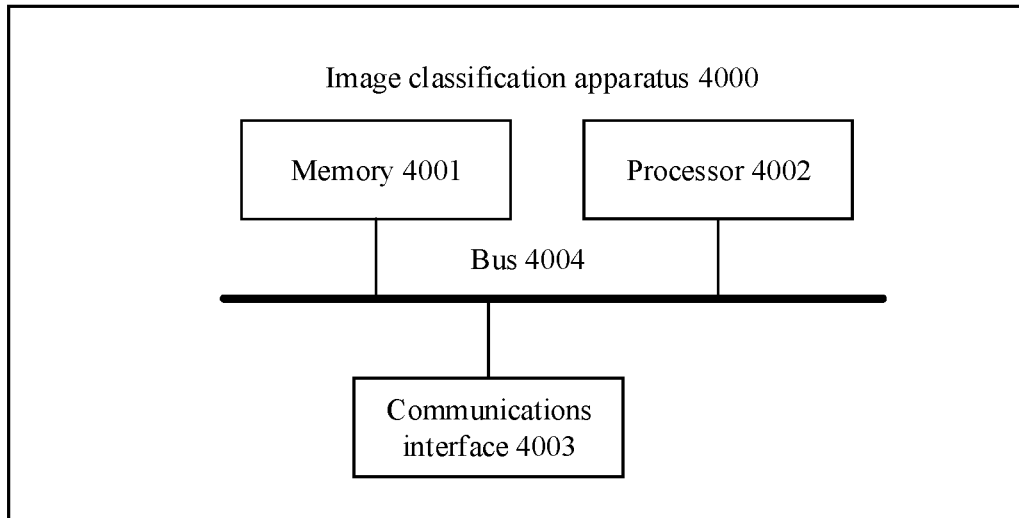 Image classification apparatus 4000
Memory 4001
Processor 4002
Bus 4004
Communications
interface 4003